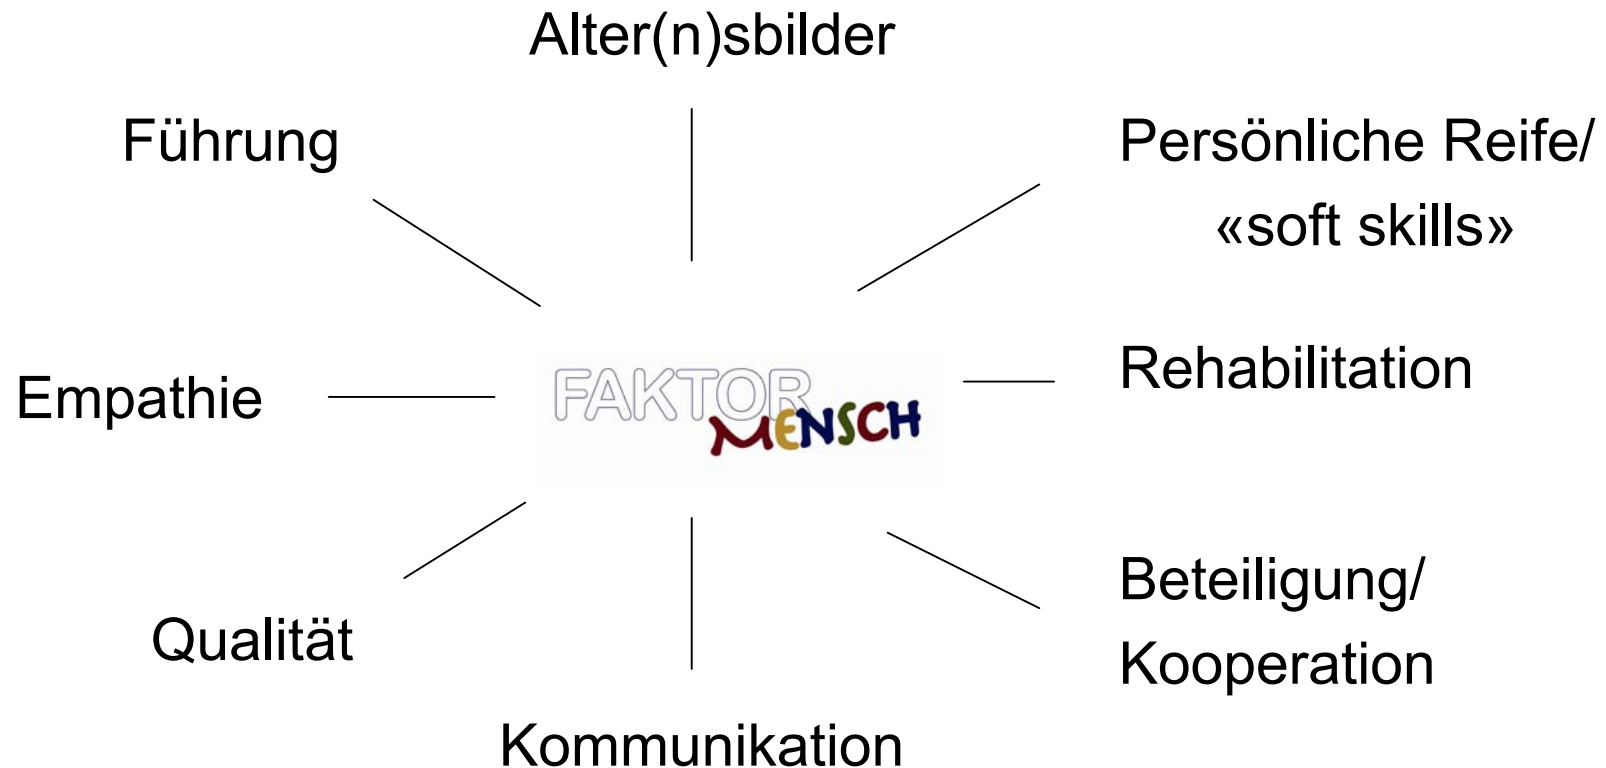 Alter(n)sbilder
Führung
Persönliche Reife/
«soft skills»
Empathie
FAKTOR
MENSCH
Rehabilitation
Qualität
Beteiligung/
Kooperation
Kommunikation